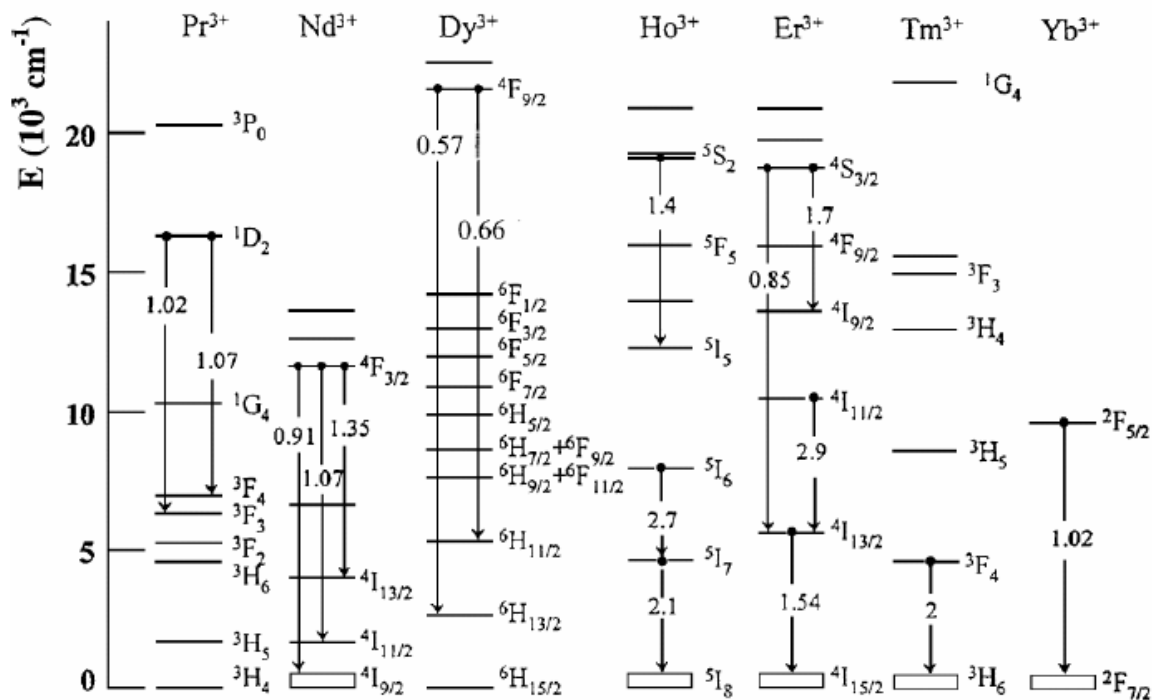 Pr³⁺ Nd³⁺ Dy³⁺ Ho³⁺ Er³⁺ Tm³⁺ Yb³⁺
E (10³ cm⁻¹)
20
15
10
5
0
³P₀
¹D₂
1.02
1.07
¹G₄
³F₄
³F₃
³F₂
³H₆
³H₅
³H₄
⁴F₃/₂
0.91
1.07
1.35
⁴I₁₃/₂
⁴I₁₁/₂
⁴I₉/₂
⁴F₉/₂
0.57
0.66
⁶F₁/₂
⁶F₃/₂
⁶F₅/₂
⁶F₇/₂
⁶H₅/₂
⁶H₇/₂+⁶F₉/₂
⁶H₉/₂+⁶F₁₁/₂
⁶H₁₁/₂
⁶H₁₃/₂
⁶H₁₅/₂
⁵S₂
1.4
⁵F₅
⁵I₅
⁵I₆
2.7
⁵I₇
2.1
⁵I₈
⁴S₃/₂
1.7
⁴F₉/₂
0.85
⁴I₉/₂
⁴I₁₁/₂
2.9
⁴I₁₃/₂
1.54
⁴I₁₅/₂
¹G₄
³F₃
³H₄
³H₅
³F₄
2
³H₆
²F₅/₂
1.02
²F₇/₂